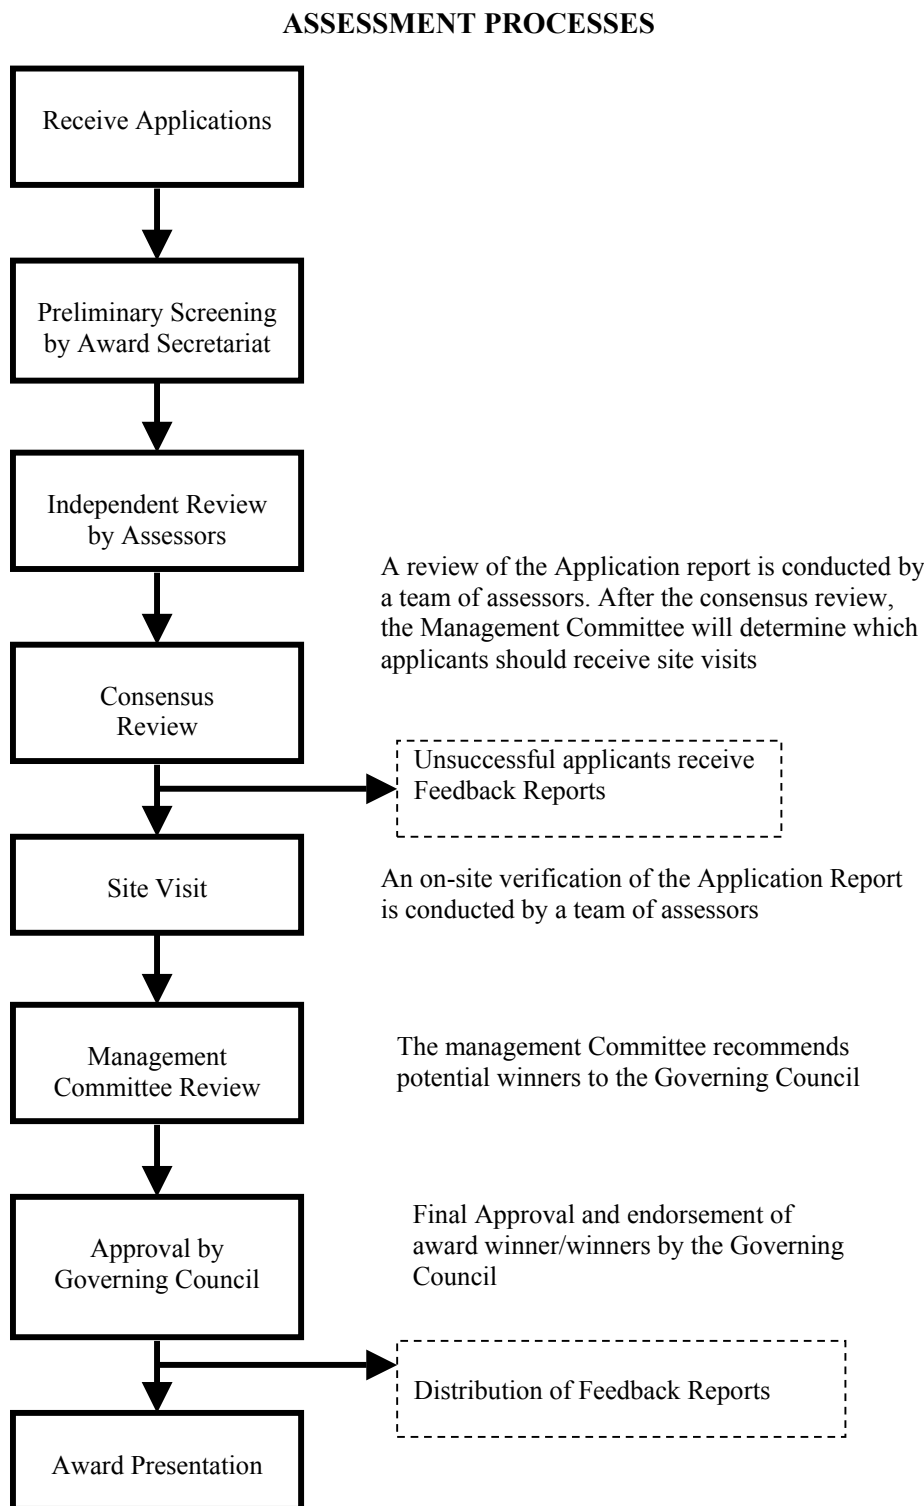 ASSESSMENT PROCESSES
Receive Applications
Preliminary Screening
by Award Secretariat
Independent Review
by Assessors
A review of the Application report is conducted by
a team of assessors. After the consensus review,
the Management Committee will determine which
applicants should receive site visits
Consensus
Review
Unsuccessful applicants receive
Feedback Reports
Site Visit
An on-site verification of the Application Report
is conducted by a team of assessors
Management
Committee Review
The management Committee recommends
potential winners to the Governing Council
Approval by
Governing Council
Final Approval and endorsement of
award winner/winners by the Governing
Council
Distribution of Feedback Reports
Award Presentation